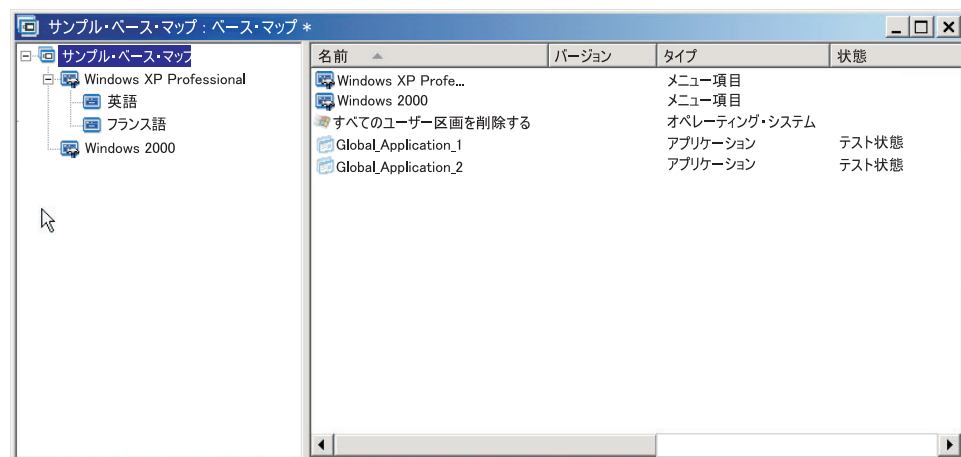 サンプル・ベース・マップ : ベース・マップ *
サンプル・ベース・マップ
Windows XP Professional
英語
フランス語
Windows 2000
名前 バージョン タイプ 状態
Windows XP Profe... メニュー項目
Windows 2000 メニュー項目
すべてのユーザー区画を削除する オペレーティング・システム
Global_Application_1 アプリケーション テスト状態
Global_Application_2 アプリケーション テスト状態